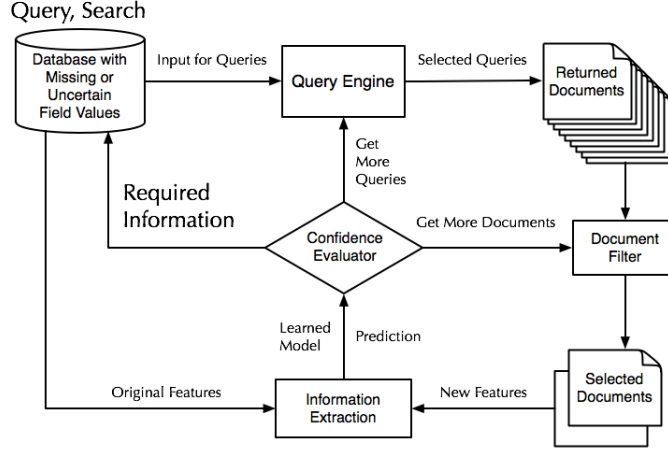 Query, Search
Database with
Missing or
Uncertain
Field Values
Input for Queries
Query Engine
Selected Queries
Returned
Documents
Get
More
Queries
Required
Information
Confidence
Evaluator
Get More Documents
Document
Filter
Learned
Model
Prediction
Original Features
Information
Extraction
New Features
Selected
Documents